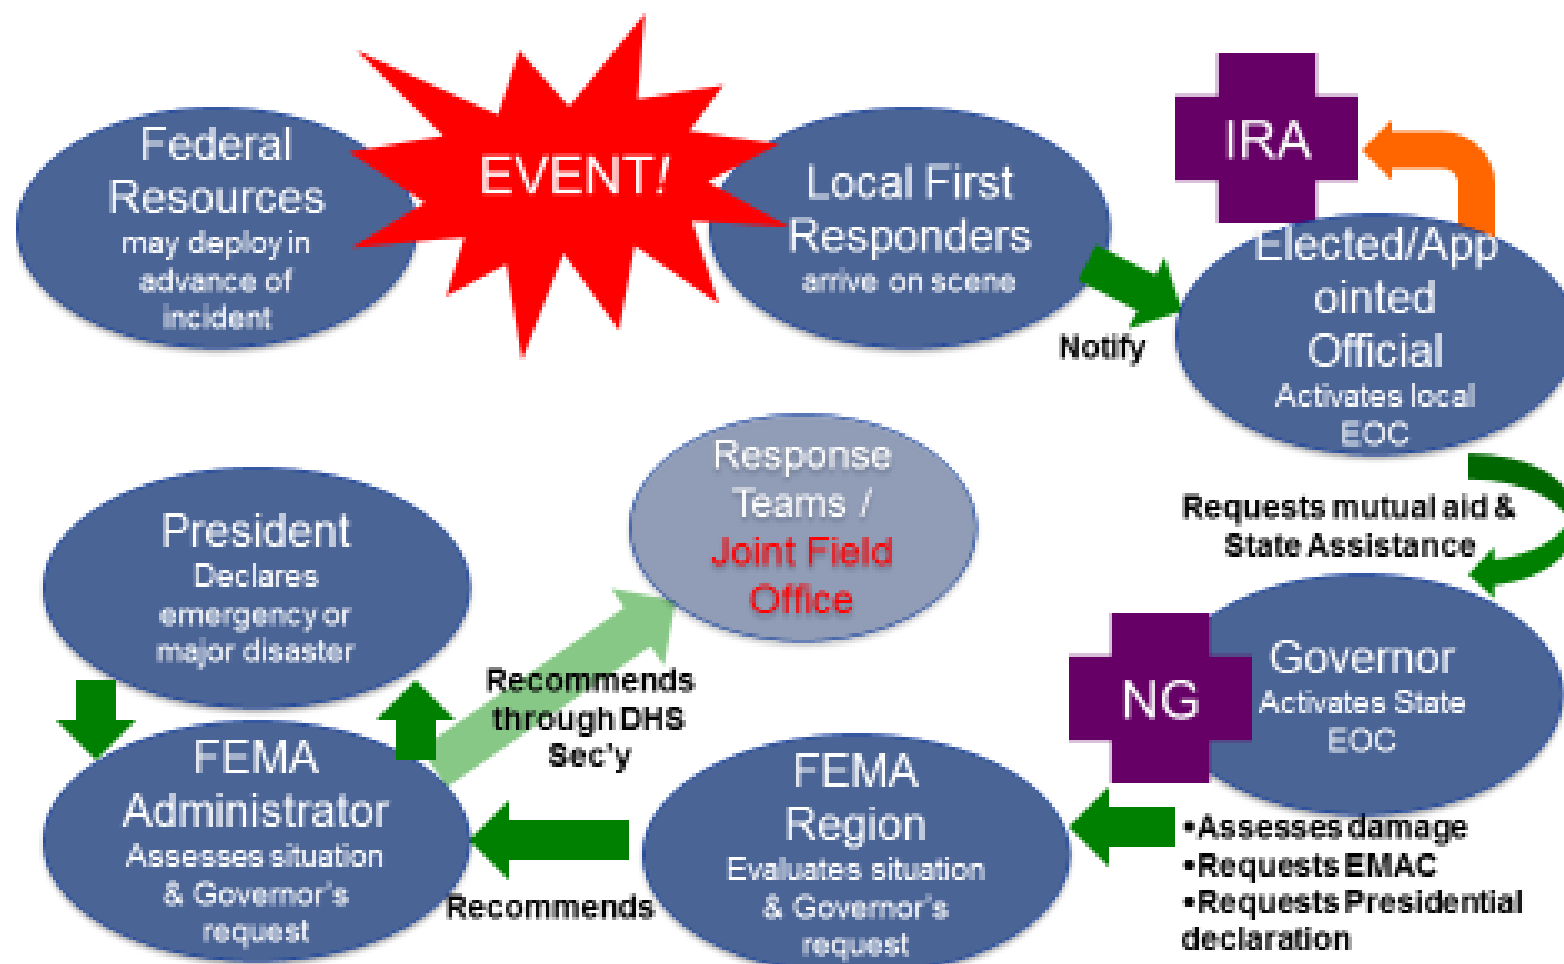 Federal
Resources
may deploy in
advance of
incident
EVENT!
Local First
Responders
arrive on scene
IRA
Notify
Elected/App
ointed
Official
Activates local
EOC
Requests mutual aid &
State Assistance
Response
Teams /
Joint Field
Office
President
Declares
emergency or
major disaster
Recommends
through DHS
Sec'y
NG
Governor
Activates State
EOC
•Assesses damage
•Requests EMAC
•Requests Presidential
declaration
FEMA
Region
Evaluates situation
& Governor's
request
Recommends
FEMA
Administrator
Assesses situation
& Governor's
request